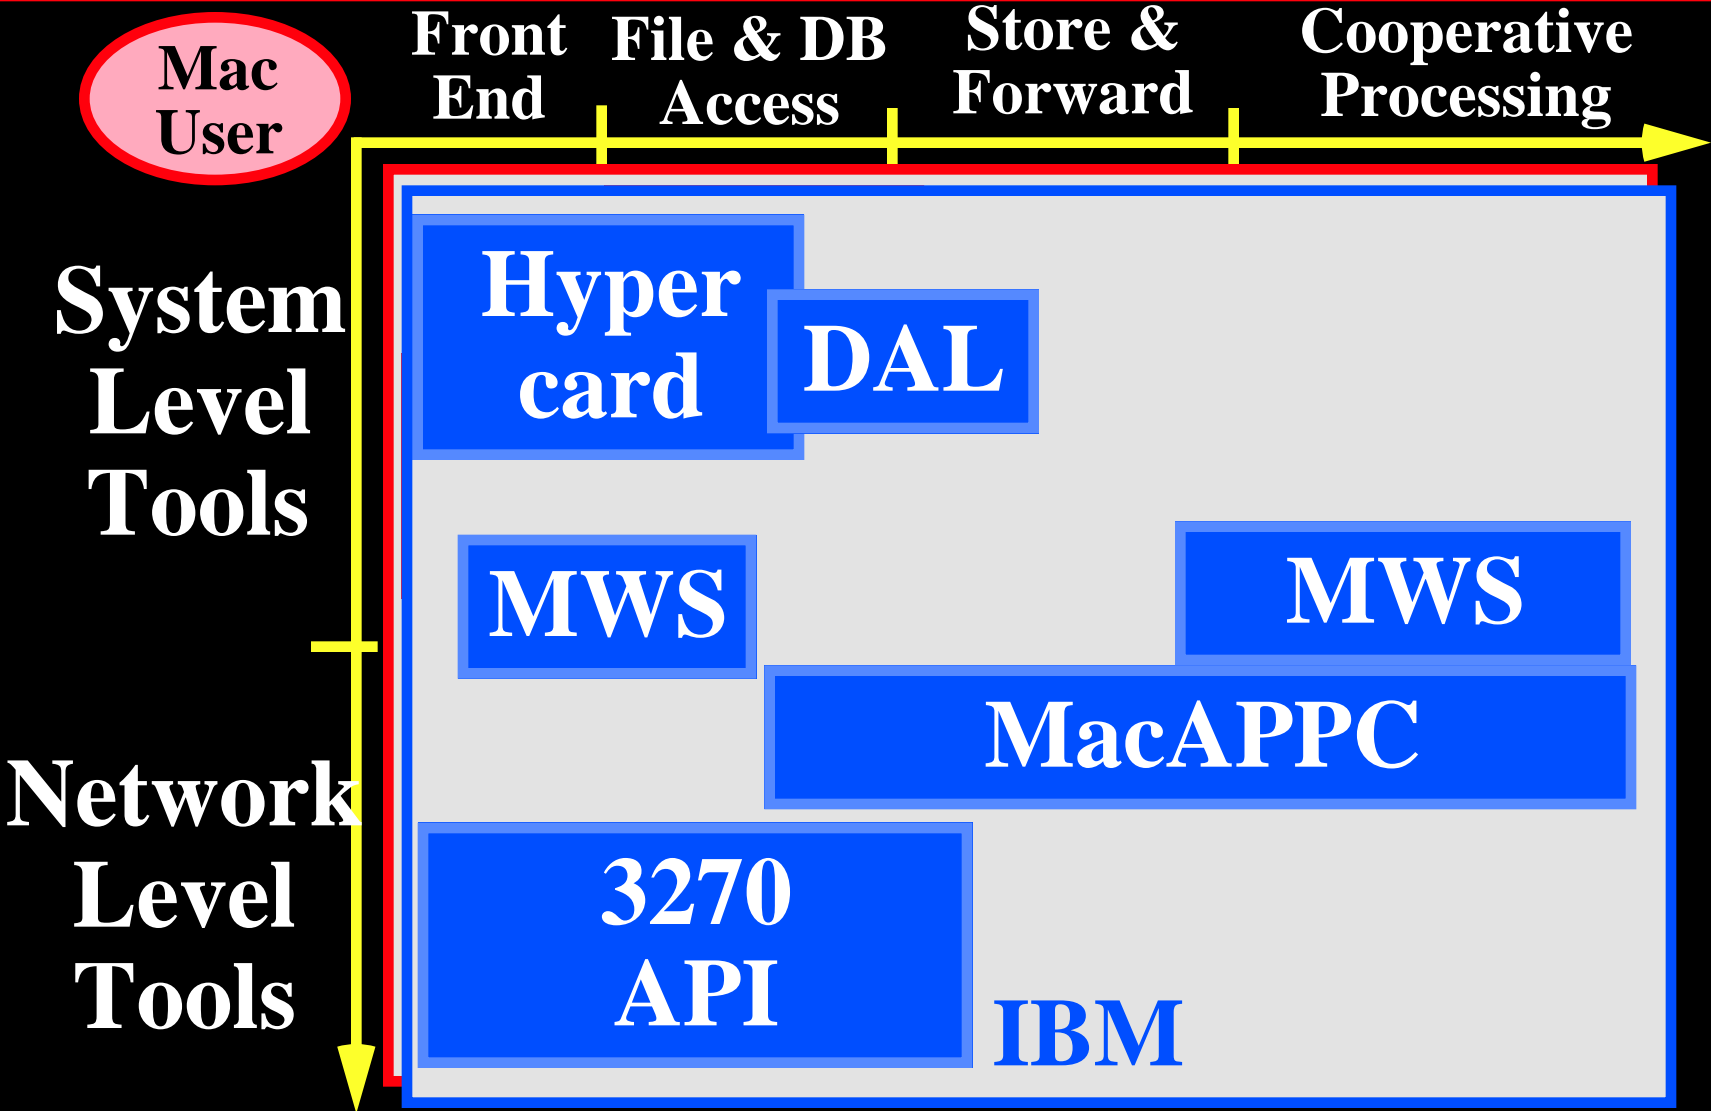 Mac
User
Front
End
File & DB
Access
Store &
Forward
Cooperative
Processing
System
Level
Tools
Network
Level
Tools
Hyper
card
DAL
MWS
MWS
MacAPPC
3270
API
IBM